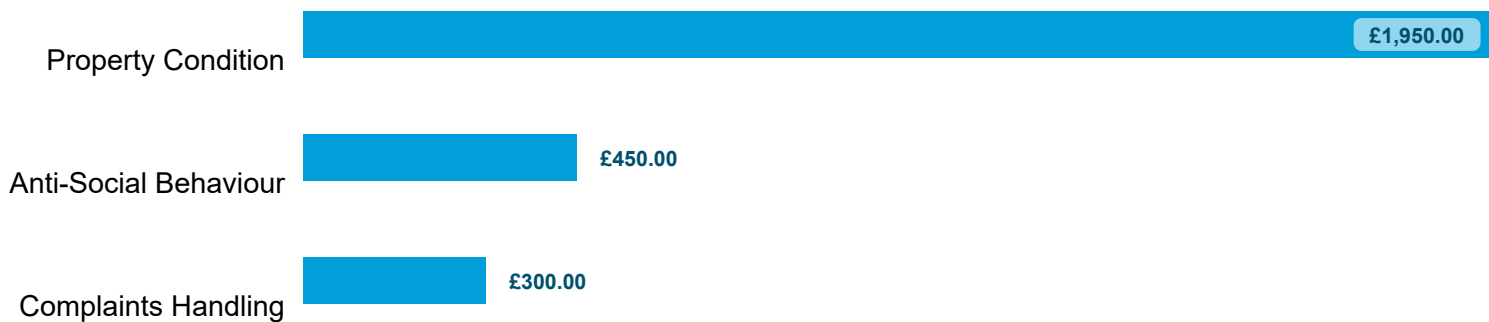 Property Condition £1,950.00
Anti-Social Behaviour £450.00
Complaints Handling £300.00